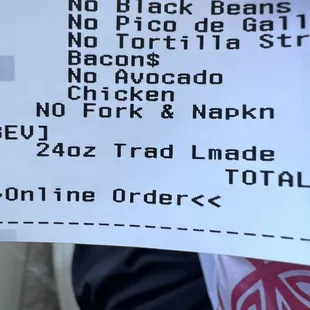 No Black Beans
No Pico de Gall
No Tortilla Str
Bacon$
No Avocado
Chicken
NO Fork & Napkn
BEV]
24oz Trad Lmade
TOTAL
>Online Order<<